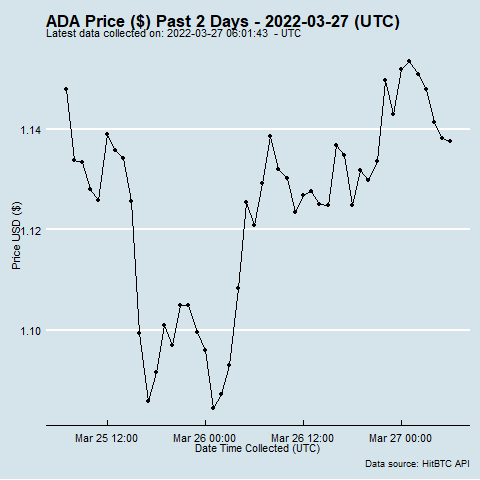 ADA Price ($) Past 2 Days - 2022-03-27 (UTC)
Latest data collected on: 2022-03-27 06:01:43 - UTC
1.14
1.12
1.10
Price USD ($)
Mar 25 12:00 Mar 26 00:00 Mar 26 12:00 Mar 27 00:00
Date Time Collected (UTC)
Data source: HitBTC API